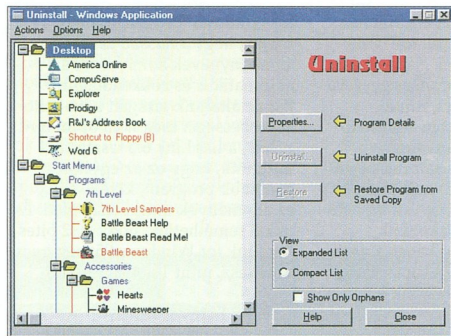 Uninstall - Windows Application
Actions Options Help
Desktop
America Online
CompuServe
Explorer
Prodigy
R&J's Address Book
Shortcut to Floppy (B)
Word 6
Start Menu
Programs
7th Level
7th Level Samplers
Battle Beast Help
Battle Beast Read Me!
Battle Beast
Accessories
Games
Hearts
Minesweeper
Uninstall
Properties... Program Details
Uninstall... Uninstall Program
Restore Restore Program from
Saved Copy
View
Expanded List
Compact List
Show Only Orphans
Help Close